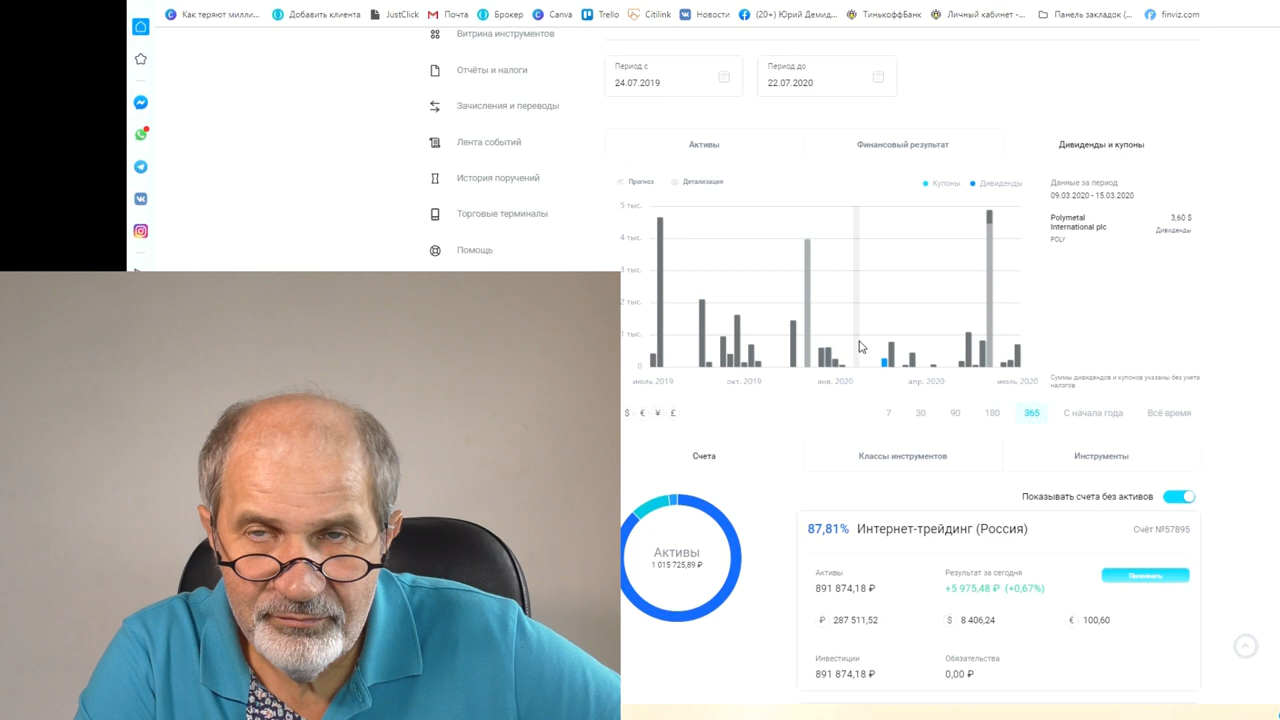 Как теряют милли...
Добавить клиента
JustClick
Почта
Брокер
Canva
Trello
Citilink
Новости
(20+) Юрий Демид...
ТинькоффБанк
Личный кабинет -...
Панель закладок (...
finviz.com
Витрина инструментов
Отчёты и налоги
Зачисления и переводы
Лента событий
История поручений
Торговые терминалы
Помощь
Период с
24.07.2019
Период до
22.07.2020
Активы
Финансовый результат
Дивиденды и купоны
Прогноз
Детализация
Купоны
Дивиденды
5 тыс.
4 тыс.
3 тыс.
2 тыс.
1 тыс.
0
июль 2019
окт. 2019
янв. 2020
апр. 2020
июль 2020
Данные за период
09.03.2020 - 15.03.2020
Polymetal
International plc
3,60 $
Дивиденды
POLY
Суммы дивидендов и купонов указаны без учета
налогов
$ € ¥ £
7 30 90 180 365 С начала года Всё время
Счета
Классы инструментов
Инструменты
Показывать счета без активов
Активы
1 015 725,89 ₽
87,81% Интернет-трейдинг (Россия)
Счёт №57895
Активы
891 874,18 ₽
Результат за сегодня
+5 975,48 ₽ (+0,67%)
Пополнить
₽ 287 511,52
$ 8 406,24
€ 100,60
Инвестиции
891 874,18 ₽
Обязательства
0,00 ₽